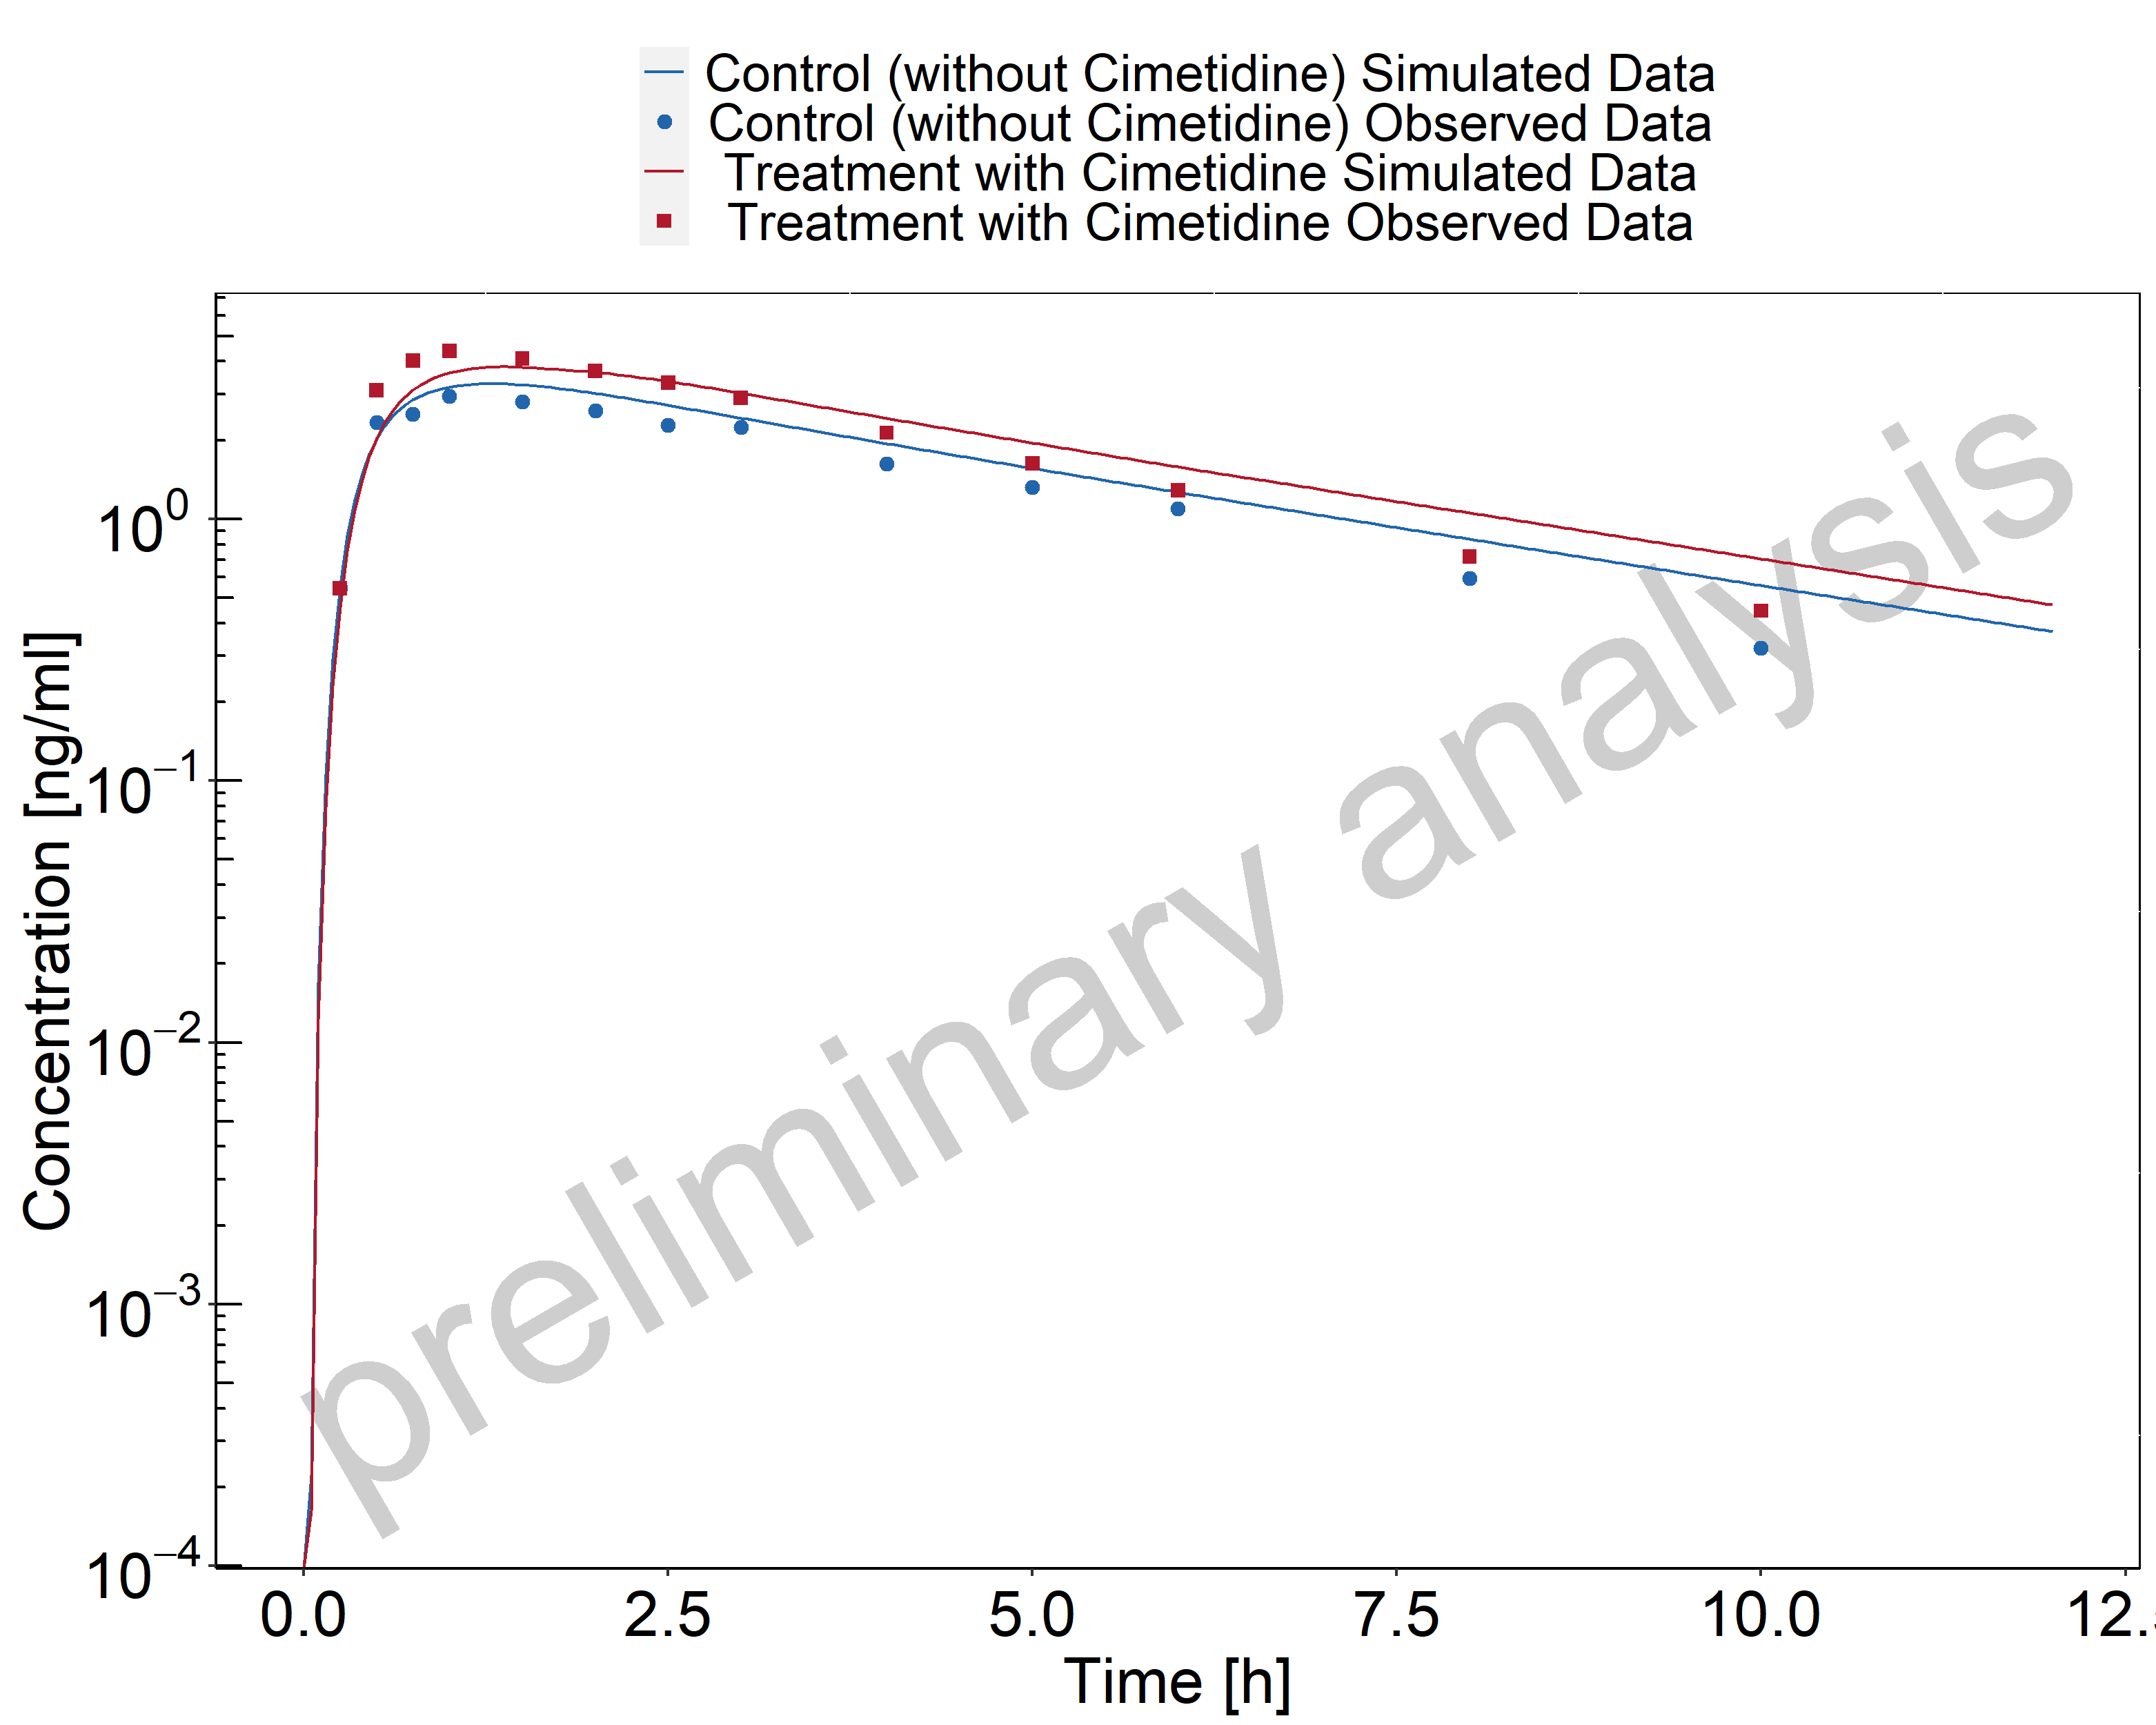 Control (without Cimetidine) Simulated Data
Control (without Cimetidine) Observed Data
Treatment with Cimetidine Simulated Data
Treatment with Cimetidine Observed Data
10⁰
10⁻¹
10⁻²
10⁻³
10⁻⁴
Concentration [ng/ml]
preliminary analysis
0.0 2.5 5.0 7.5 10.0
Time [h]